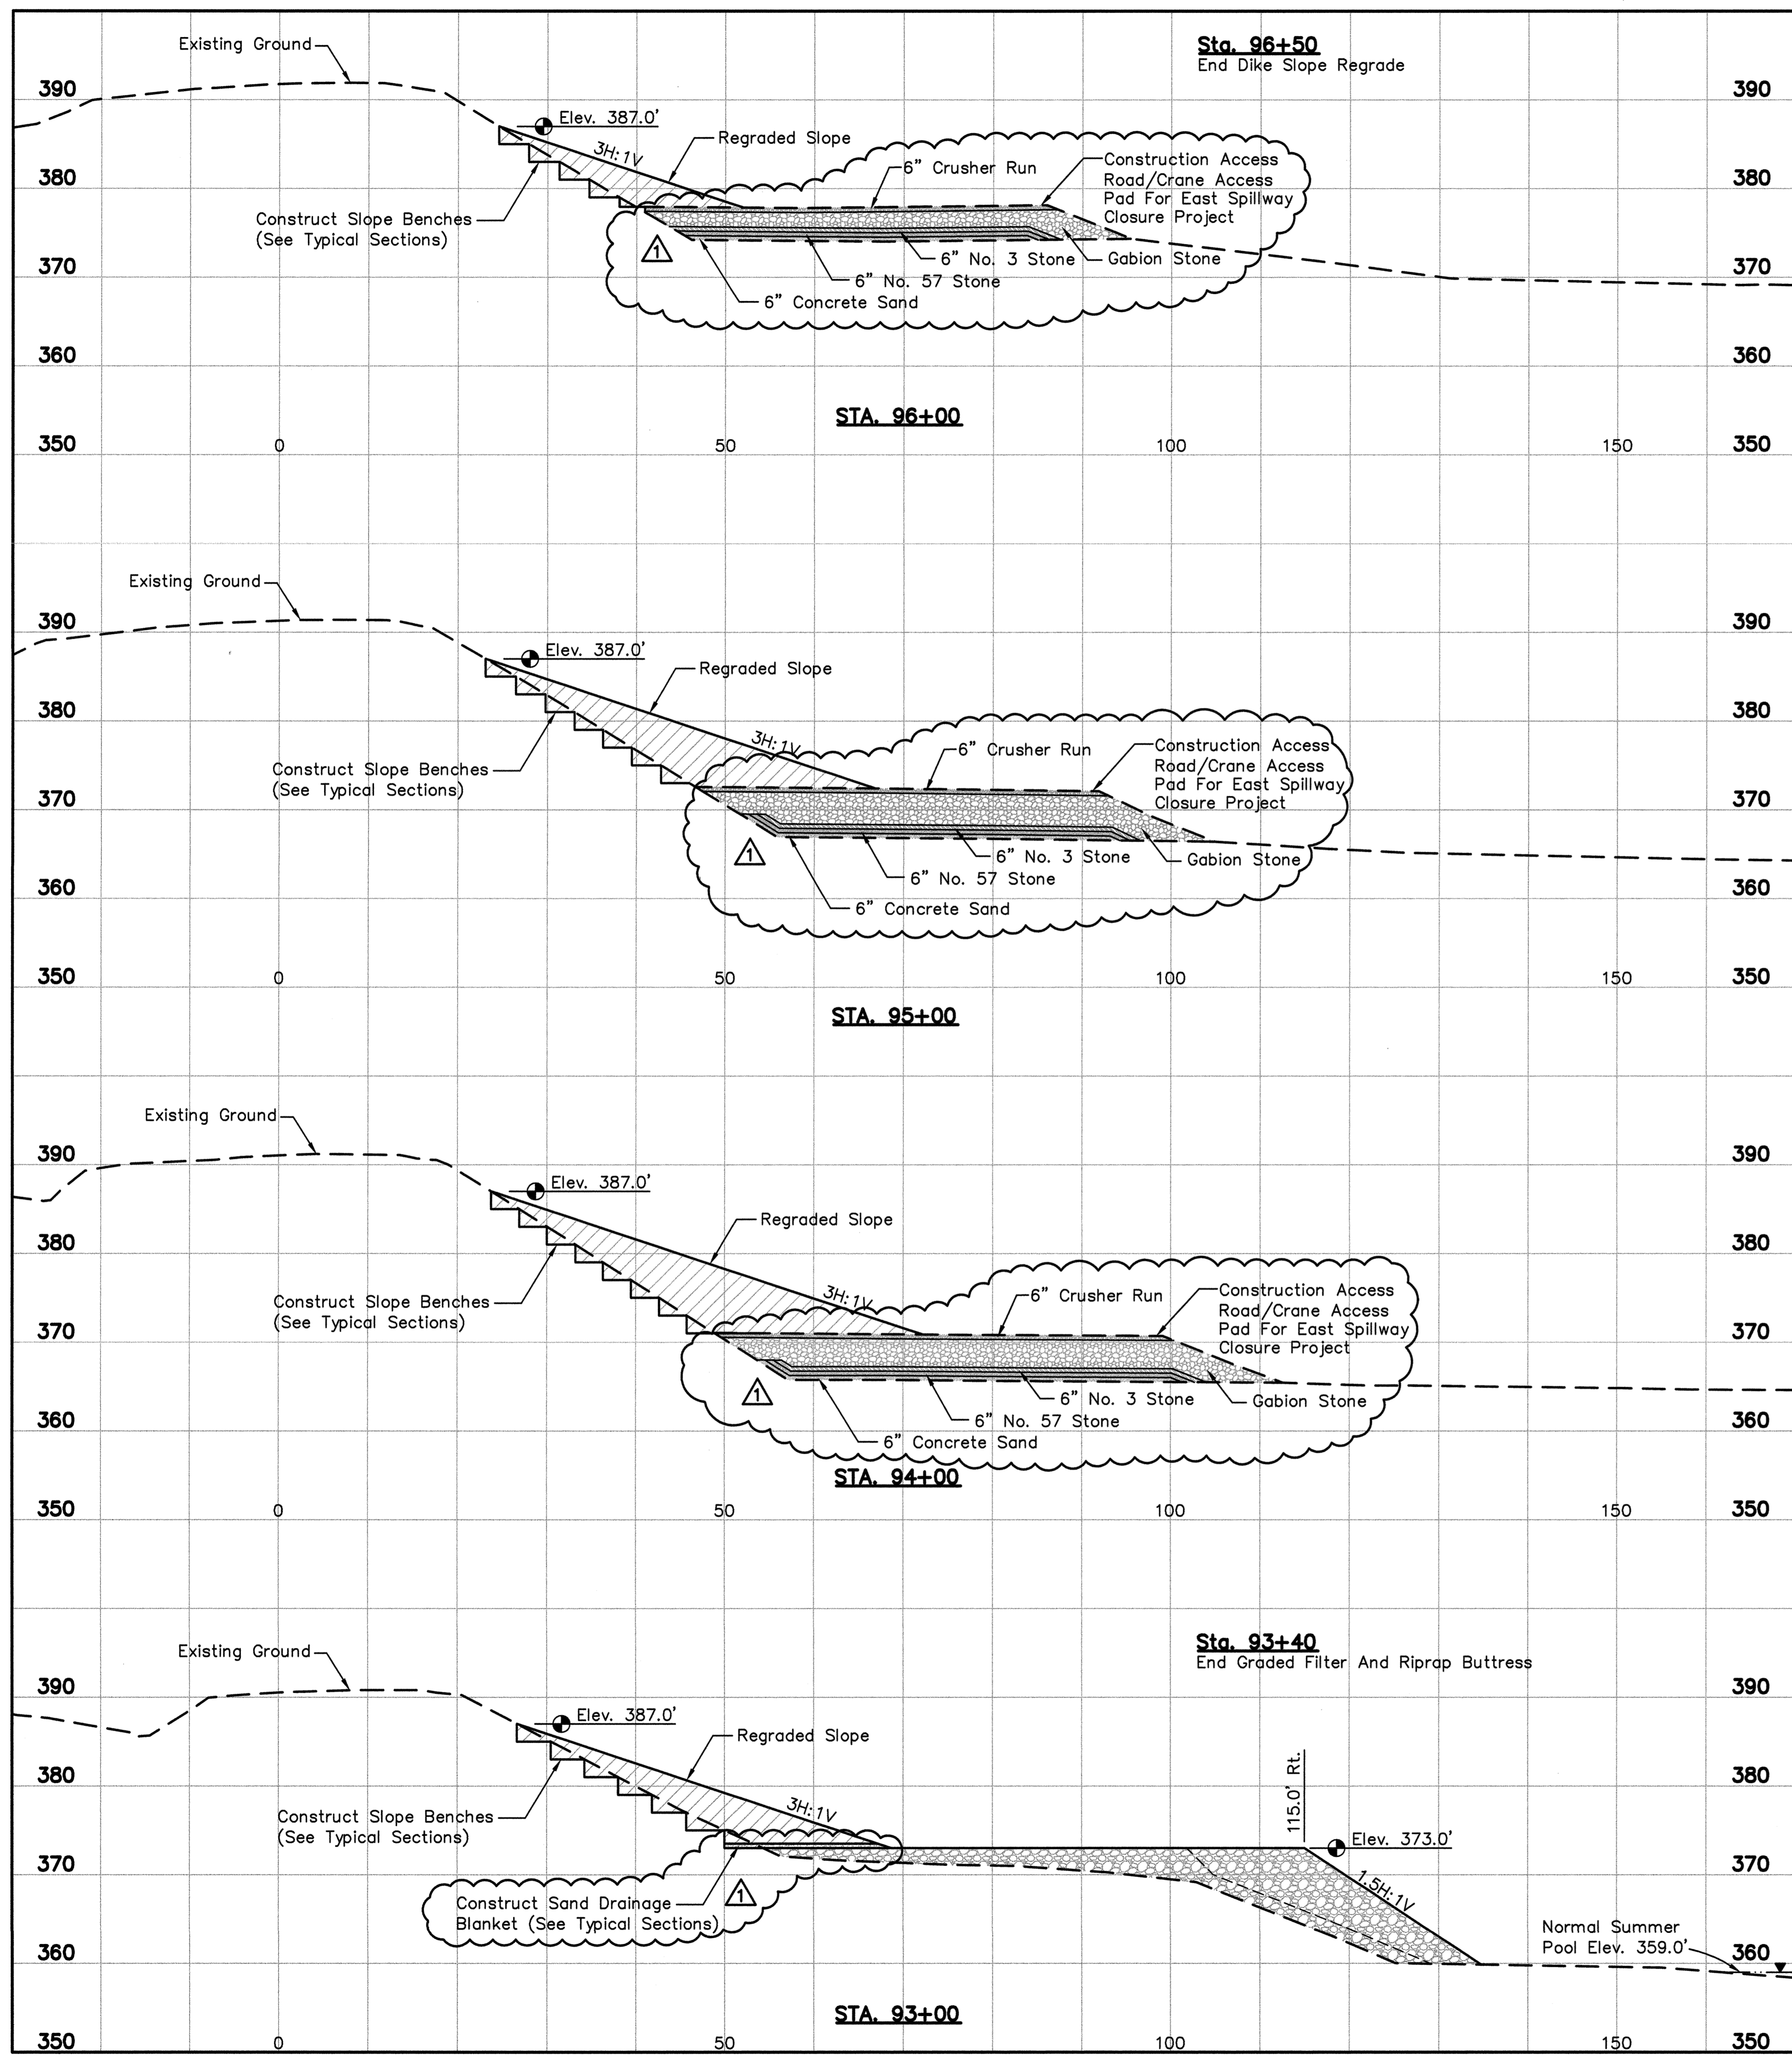 Existing Ground
Sta. 96+50
End Dike Slope Regrade
390
390
Elev. 387.0'
Regraded Slope
3H:1V
6" Crusher Run
Construction Access
Road/Crane Access
Pad For East Spillway
Closure Project
380
380
Construct Slope Benches
(See Typical Sections)
1
6" No. 3 Stone
Gabion Stone
370
370
6" No. 57 Stone
6" Concrete Sand
360
360
STA. 96+00
350
0
50
100
150
350
Existing Ground
390
390
Elev. 387.0'
Regraded Slope
380
380
3H:1V
6" Crusher Run
Construction Access
Road/Crane Access
Pad For East Spillway
Closure Project
Construct Slope Benches
(See Typical Sections)
370
370
1
6" No. 3 Stone
Gabion Stone
6" No. 57 Stone
360
360
6" Concrete Sand
350
0
50
100
150
350
STA. 95+00
Existing Ground
390
390
Elev. 387.0'
Regraded Slope
380
380
3H:1V
6" Crusher Run
Construction Access
Road/Crane Access
Pad For East Spillway
Closure Project
Construct Slope Benches
(See Typical Sections)
370
370
1
6" No. 3 Stone
Gabion Stone
6" No. 57 Stone
360
360
6" Concrete Sand
STA. 94+00
350
0
50
100
150
350
Existing Ground
Sta. 93+40
End Graded Filter And Riprap Buttress
390
390
Elev. 387.0'
Regraded Slope
380
380
115.0' Rt.
3H:1V
Construct Slope Benches
(See Typical Sections)
Elev. 373.0'
370
370
1.5H:1V
Construct Sand Drainage
Blanket (See Typical Sections)
1
Normal Summer
Pool Elev. 359.0'
360
360
STA. 93+00
350
0
50
100
150
350